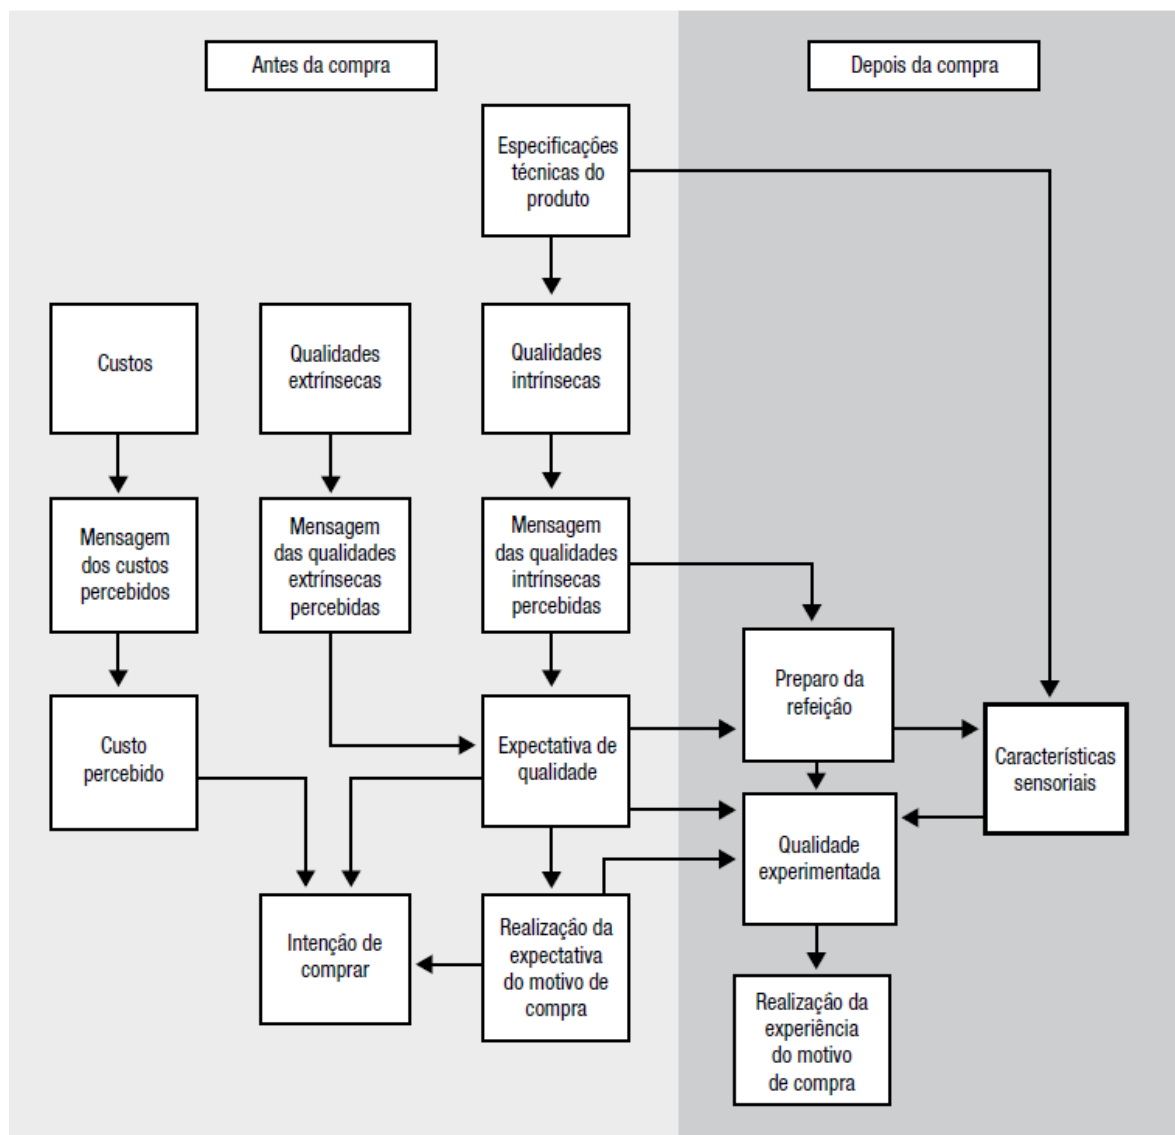 Antes da compra
Depois da compra
Especificações
técnicas do
produto
Custos
Qualidades
extrínsecas
Qualidades
intrínsecas
Mensagem
dos custos
percebidos
Mensagem
das qualidades
extrínsecas
percebidas
Mensagem
das qualidades
intrínsecas
percebidas
Preparo da
refeição
Custo
percebido
Expectativa de
qualidade
Características
sensoriais
Qualidade
experimentada
Intenção de
comprar
Realização da
expectativa
do motivo de
compra
Realização da
experiência
do motivo
de compra